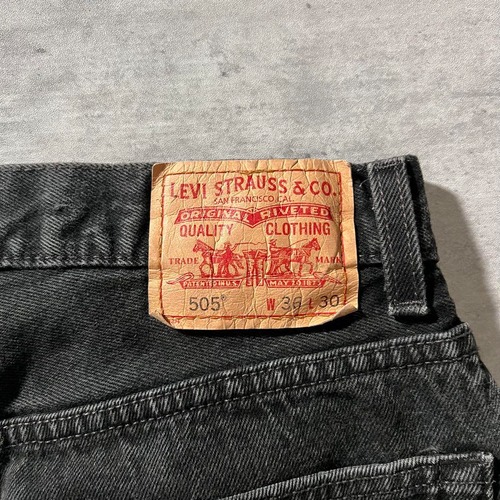 LEVI STRAUSS & CO.
SAN FRANCISCO, CAL.
ORIGINAL RIVETED
QUALITY CLOTHING
TRADE MARK
PATENTED IN U.S. MAY 20 1873
505 W 36 L 30